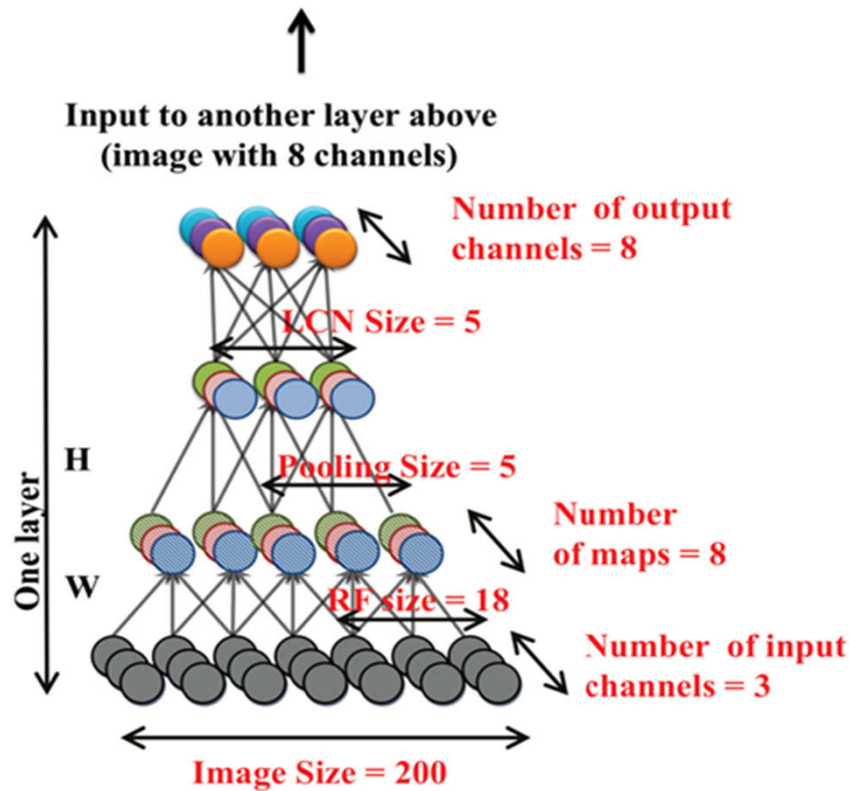 Input to another layer above
(image with 8 channels)
Number of output
channels = 8
LCN Size = 5
H
Pooling Size = 5
One layer
Number
of maps = 8
W
RF size = 18
Number of input
channels = 3
Image Size = 200